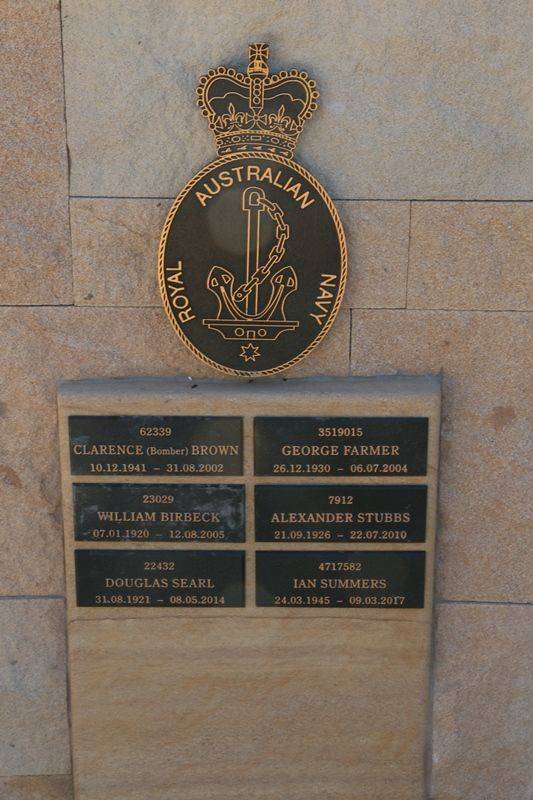 ROYAL AUSTRALIAN NAVY
62339
CLARENCE (Bomber) BROWN
10.12.1941 – 31.08.2002
3519015
GEORGE FARMER
26.12.1930 – 06.07.2004
23029
WILLIAM BIRBECK
07.01.1920 – 12.08.2005
7912
ALEXANDER STUBBS
21.09.1926 – 22.07.2010
22432
DOUGLAS SEARL
31.08.1921 – 08.05.2014
4717582
IAN SUMMERS
24.03.1945 – 09.03.2017